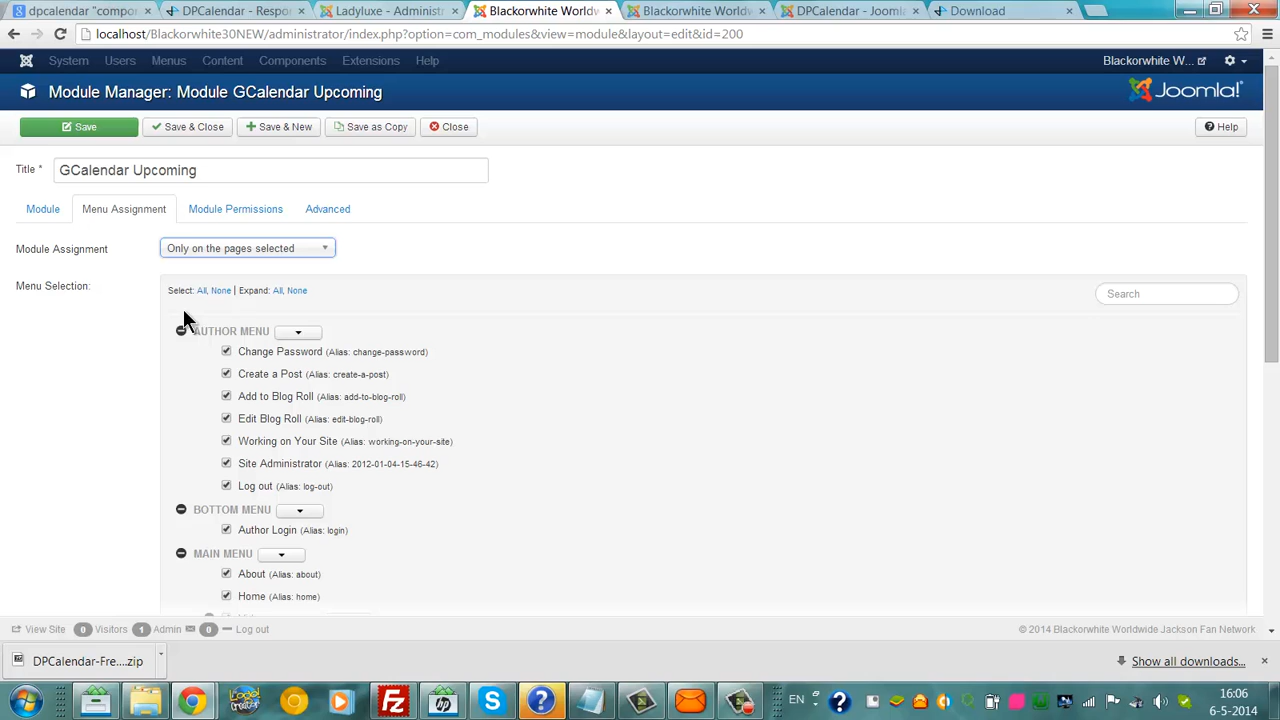 dpcalendar "compo
DPCalendar - Respo
Ladyluxe - Administr
Blackorwhite Worldw
Blackorwhite Worldw
DPCalendar - Jooml
Download
localhost/Blackorwhite30NEW/administrator/index.php?option=com_modules&view=module&layout=edit&id=200
System Users Menus Content Components Extensions Help Blackorwhite W...
Module Manager: Module GCalendar Upcoming Joomla!
Save Save & Close Save & New Save as Copy Close Help
Title * GCalendar Upcoming
Module Menu Assignment Module Permissions Advanced
Module Assignment Only on the pages selected
Menu Selection:
Select: All, None | Expand: All, None Search
AUTHOR MENU
Change Password (Alias: change-password)
Create a Post (Alias: create-a-post)
Add to Blog Roll (Alias: add-to-blog-roll)
Edit Blog Roll (Alias: edit-blog-roll)
Working on Your Site (Alias: working-on-your-site)
Site Administrator (Alias: 2012-01-04-15-46-42)
Log out (Alias: log-out)
BOTTOM MENU
Author Login (Alias: login)
MAIN MENU
About (Alias: about)
Home (Alias: home)
View Site 0 Visitors 1 Admin 0 Log out © 2014 Blackorwhite Worldwide Jackson Fan Network
DPCalendar-Fre....zip Show all downloads...
EN 16:06
6-5-2014